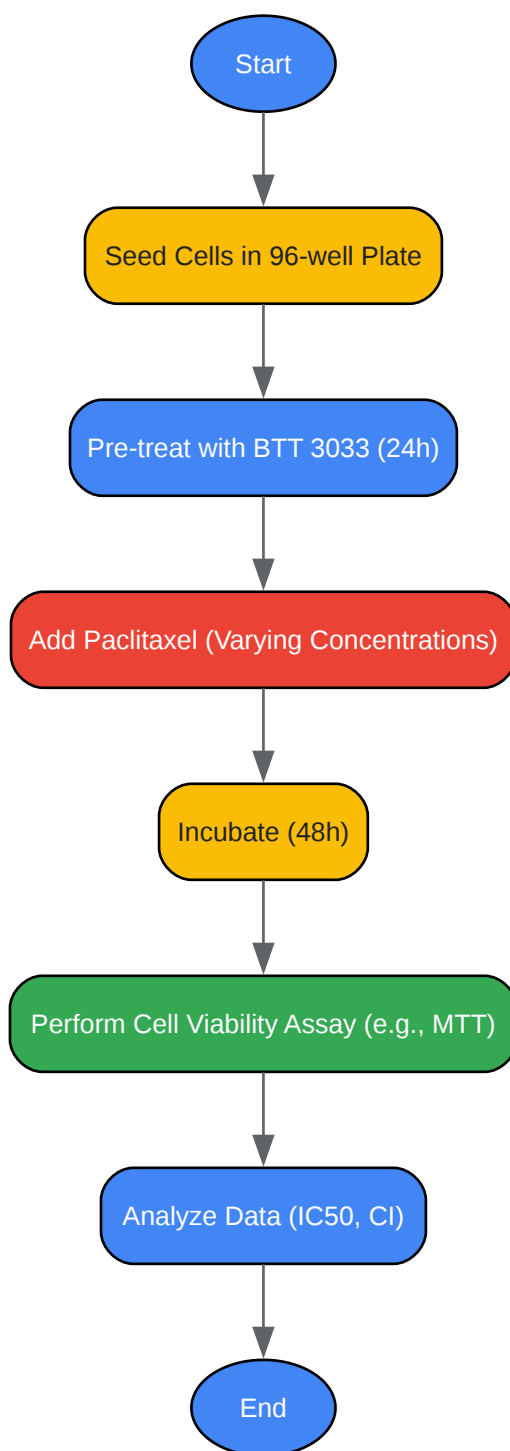 Start
Seed Cells in 96-well Plate
Pre-treat with BTT 3033 (24h)
Add Paclitaxel (Varying Concentrations)
Incubate (48h)
Perform Cell Viability Assay (e.g., MTT)
Analyze Data (IC50, CI)
End